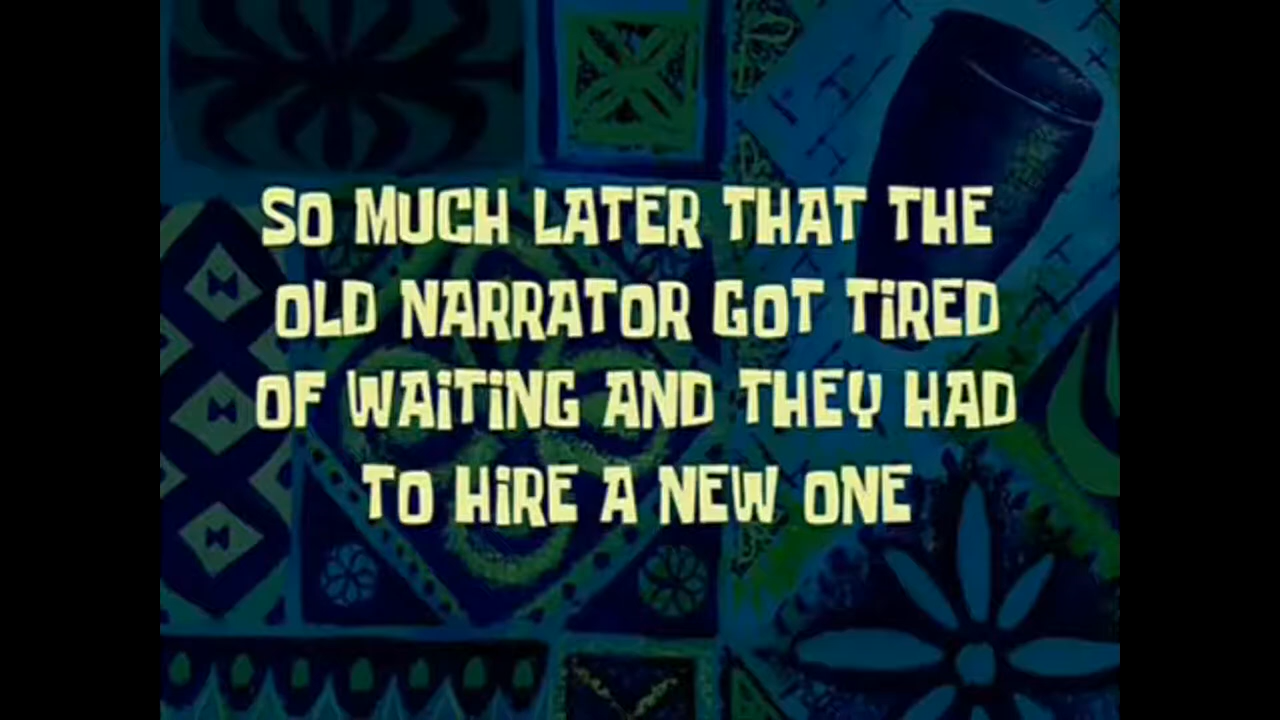 SO MUCH LATER THAT THE
OLD NARRATOR GOT TiRED
OF WAiTiNG AND THEY HAD
TO HiRE A NEW ONE